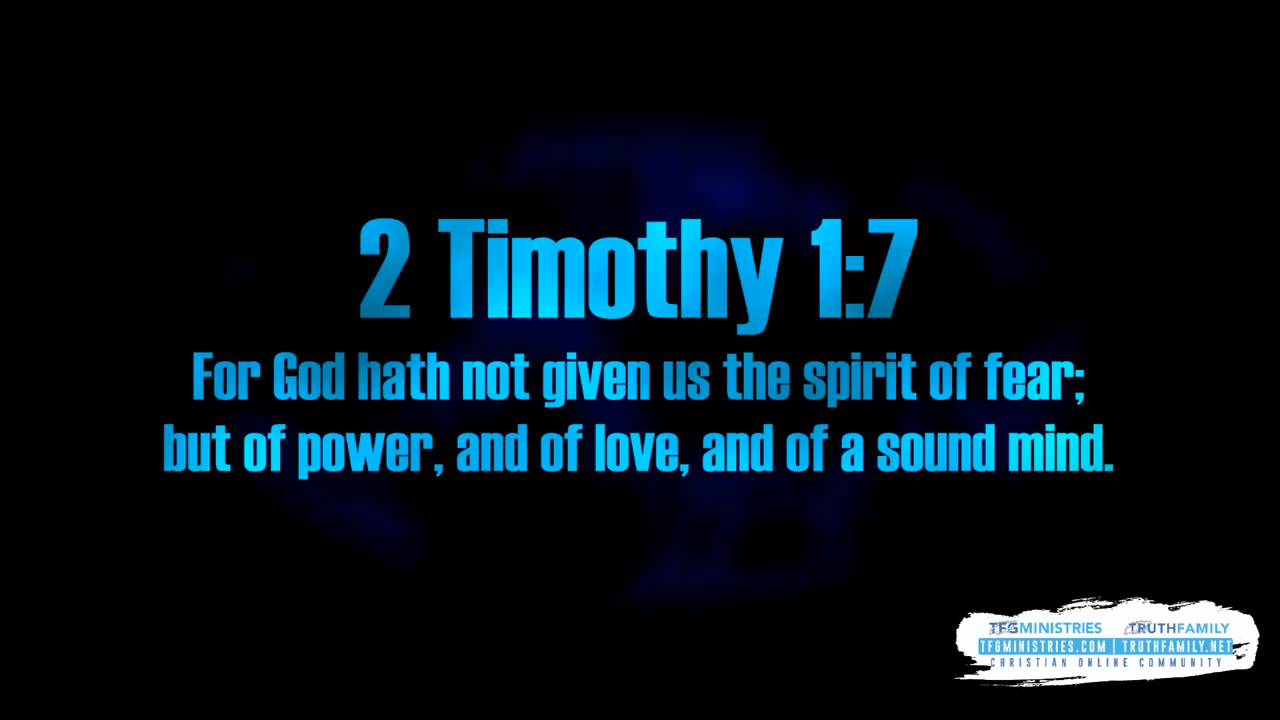 2 Timothy 1:7
For God hath not given us the spirit of fear;
but of power, and of love, and of a sound mind.
TFGMINISTRIES TRUTHFAMILY
TFGMINISTRIES.COM | TRUTHFAMILY.NET
CHRISTIAN ONLINE COMMUNITY